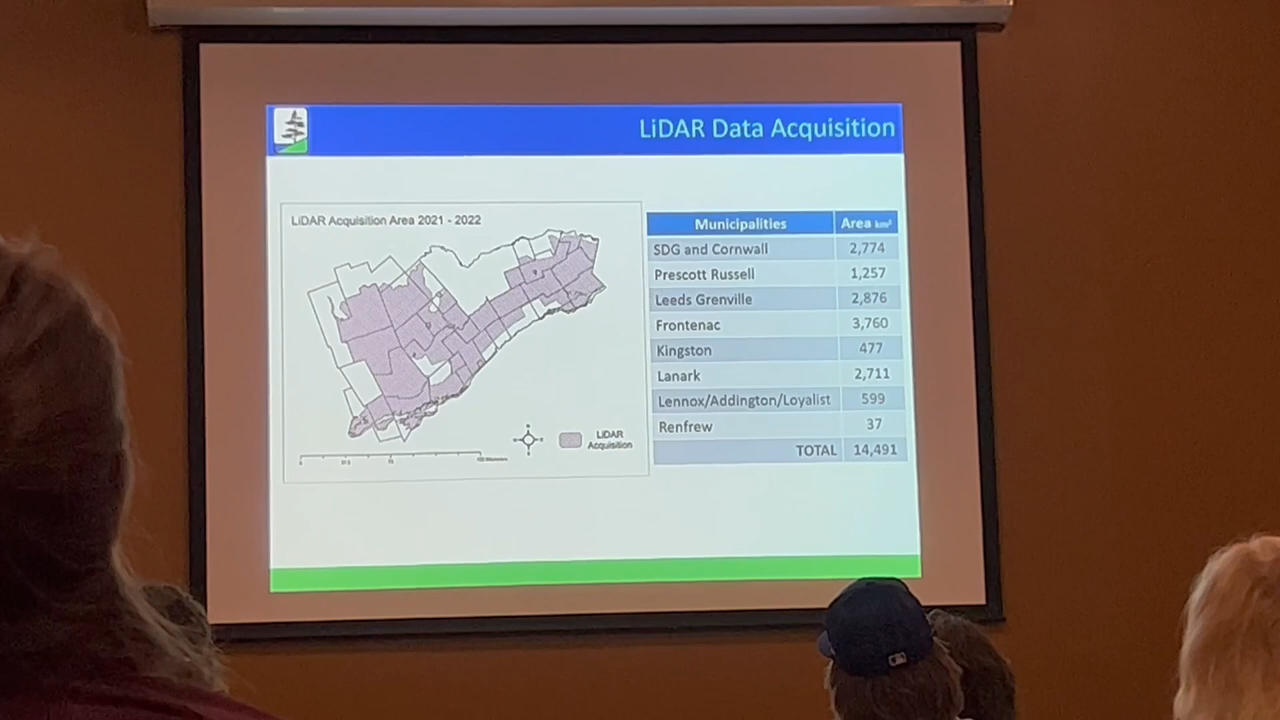 LiDAR Data Acquisition
LiDAR Acquisition Area 2021 - 2022
LiDAR
Acquisition
Municipalities Area km²
SDG and Cornwall 2,774
Prescott Russell 1,257
Leeds Grenville 2,876
Frontenac 3,760
Kingston 477
Lanark 2,711
Lennox/Addington/Loyalist 599
Renfrew 37
TOTAL 14,491